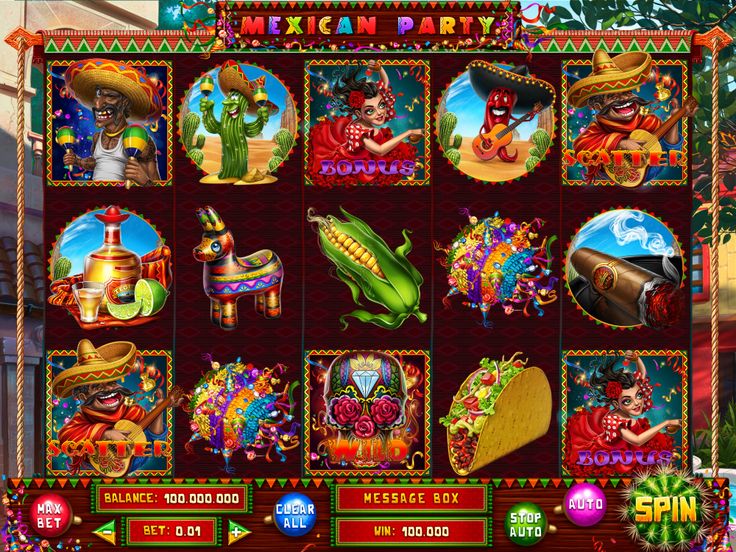 MEXICAN PARTY
BONUS
SCATTER
SCATTER
WILD
BONUS
MAX BET
BALANCE: 100.000.000
BET: 0.01
CLEAR ALL
MESSAGE BOX
WIN: 100.000
STOP AUTO
AUTO
SPIN